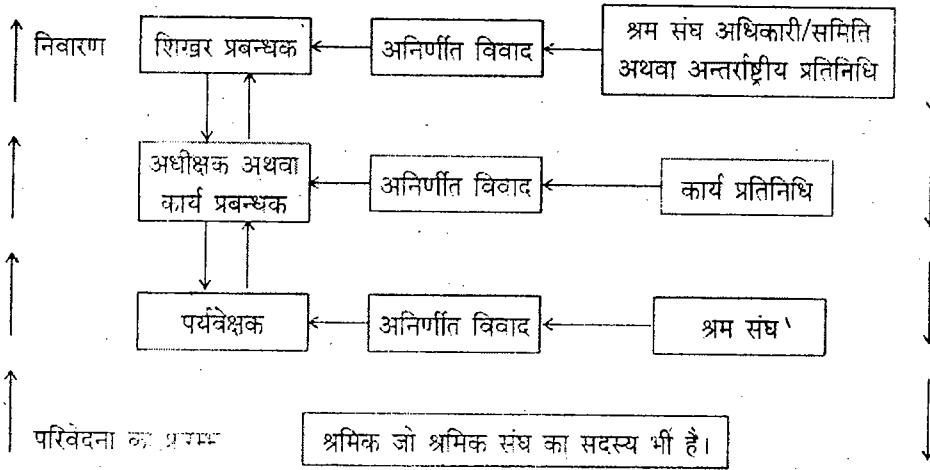 निवारण
शिखर प्रबन्धक
अनिर्णीत विवाद
श्रम संघ अधिकारी/समिति
अथवा अन्तर्राष्ट्रीय प्रतिनिधि
अधीक्षक अथवा
कार्य प्रबन्धक
अनिर्णीत विवाद
कार्य प्रतिनिधि
पर्यवेक्षक
अनिर्णीत विवाद
श्रम संघ
परिवेदना का प्रारम्भ
श्रमिक जो श्रमिक संघ का सदस्य भी है।